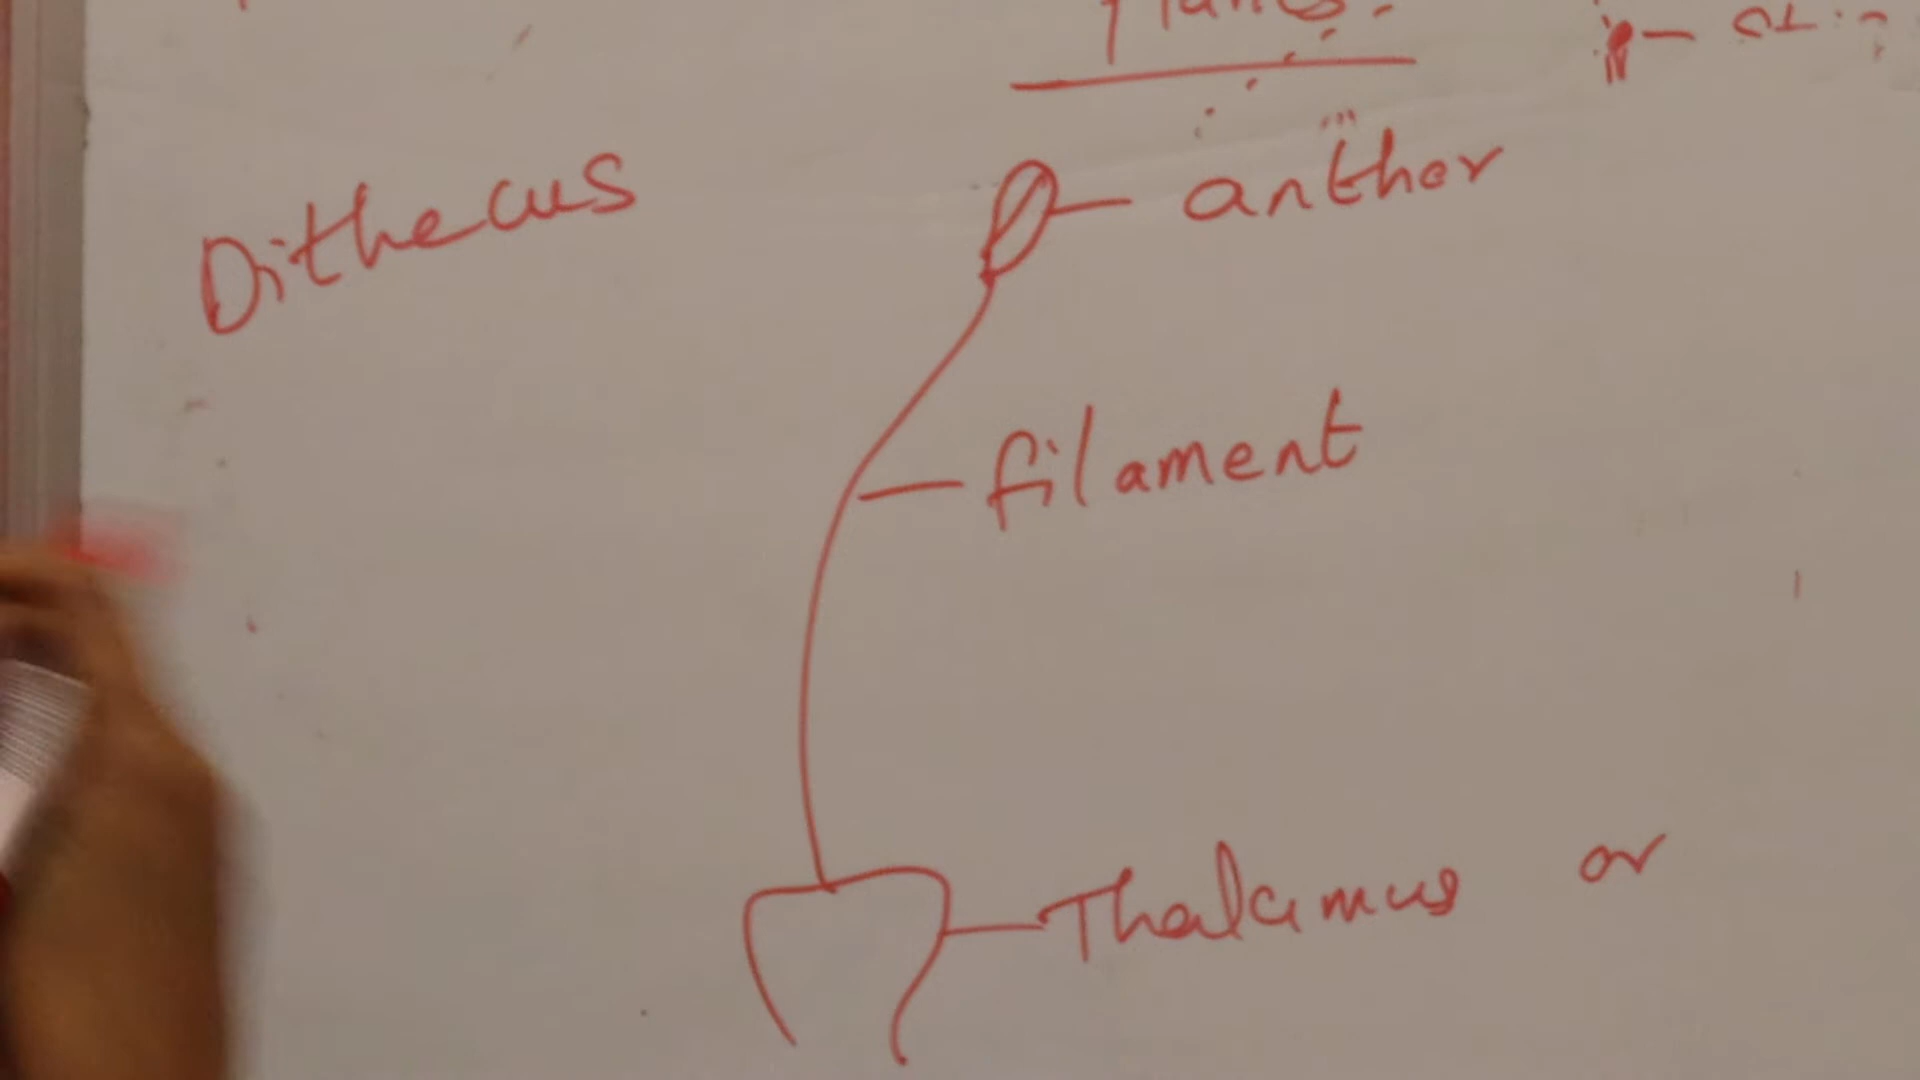 Dithecus
anther
filament
Thalamus or